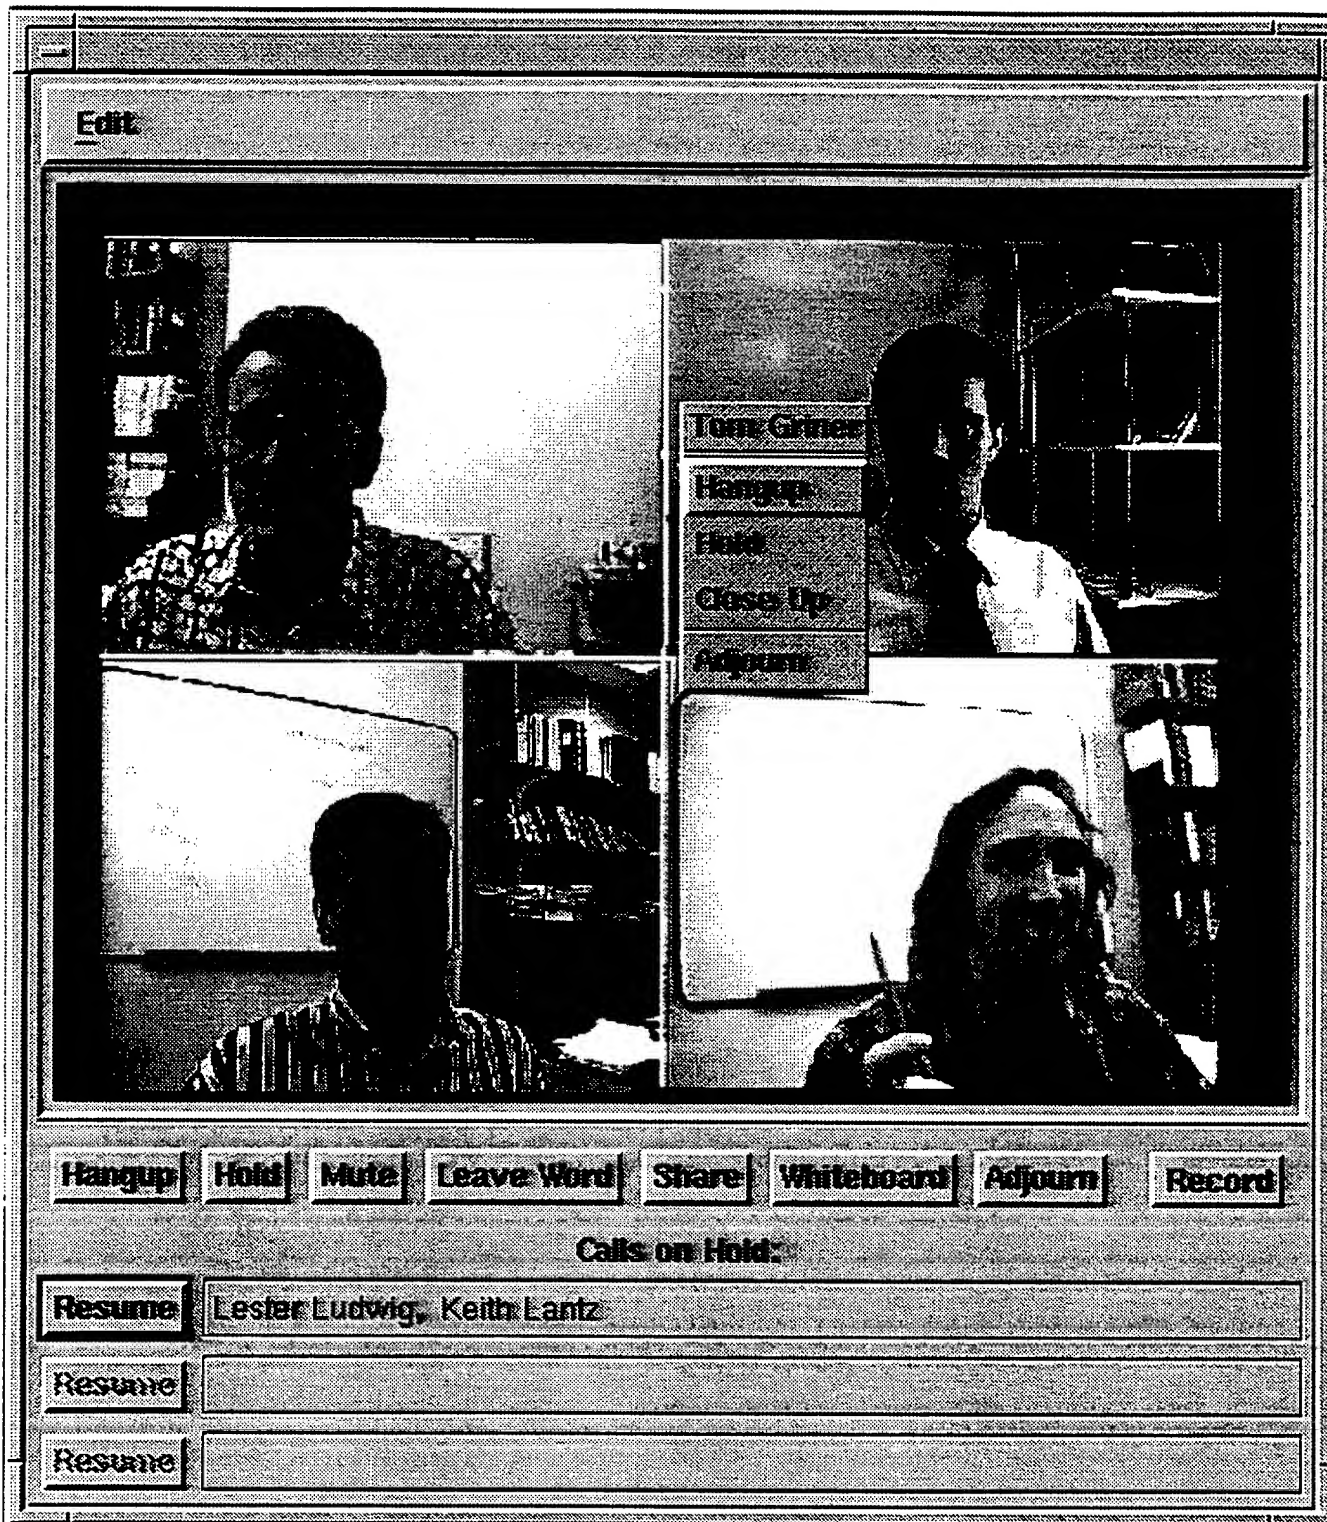 Edit
Tom Griner
Hangup
Hold
Close Up
Adjourn
Hangup Hold Mute Leave Word Share Whiteboard Adjourn Record
Calls on Hold:
Resume Lester Ludwig, Keith Lantz
Resume
Resume